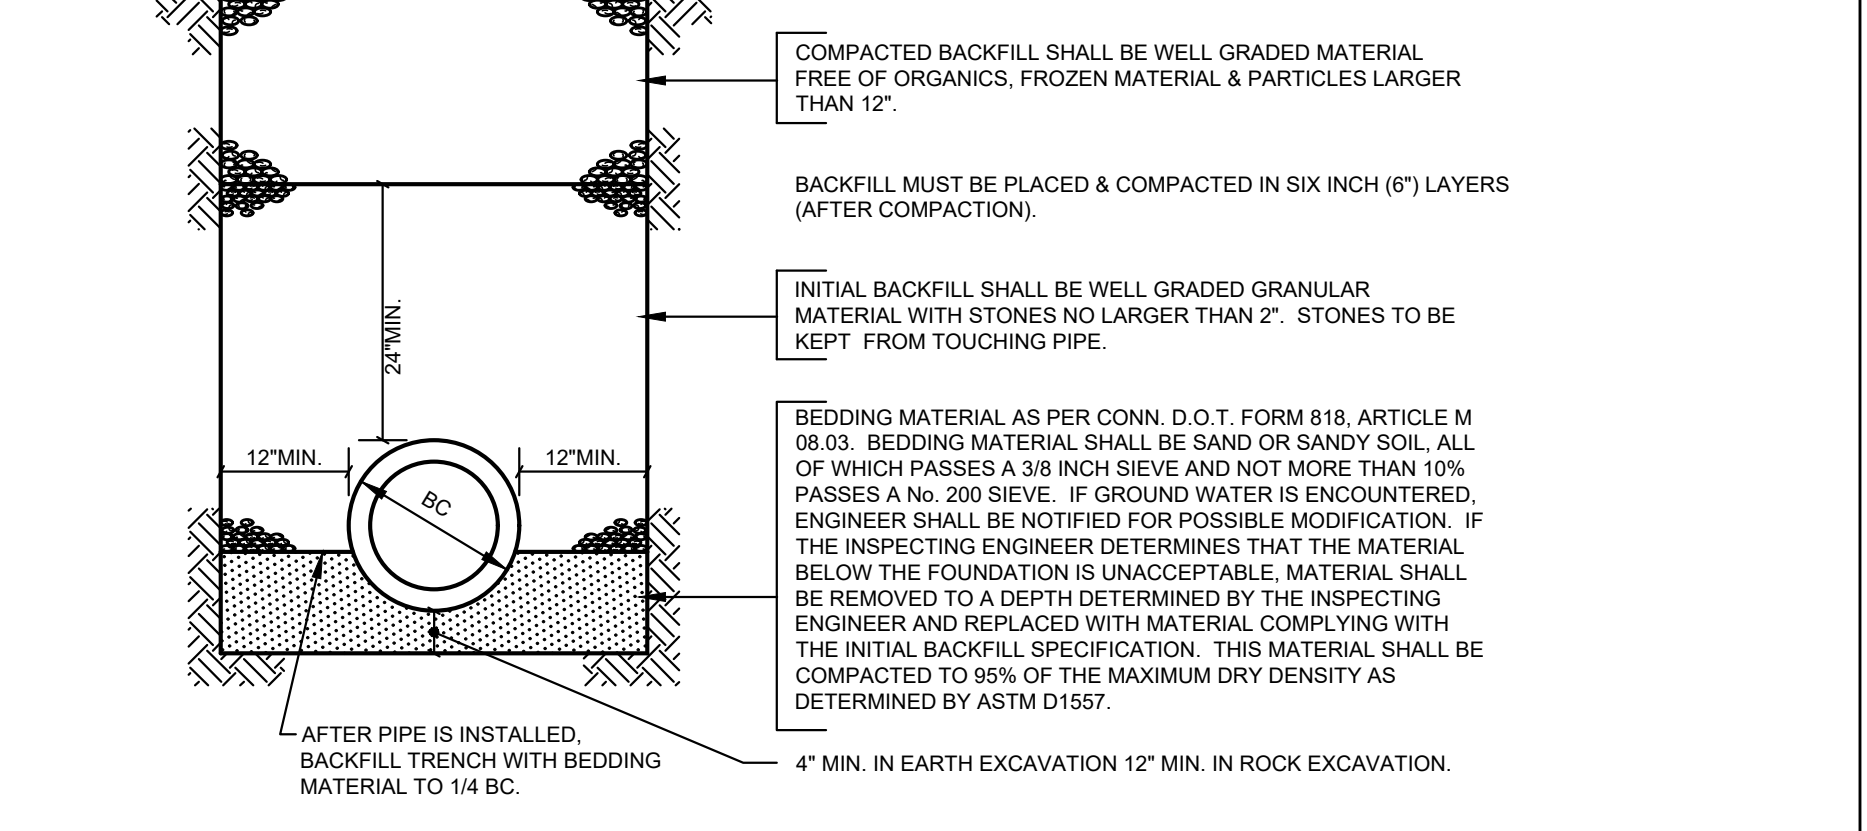 COMPACTED BACKFILL SHALL BE WELL GRADED MATERIAL
FREE OF ORGANICS, FROZEN MATERIAL & PARTICLES LARGER
THAN 12".
BACKFILL MUST BE PLACED & COMPACTED IN SIX INCH (6") LAYERS
(AFTER COMPACTION).
24"MIN.
INITIAL BACKFILL SHALL BE WELL GRADED GRANULAR
MATERIAL WITH STONES NO LARGER THAN 2". STONES TO BE
KEPT FROM TOUCHING PIPE.
12"MIN.
12"MIN.
BC
BEDDING MATERIAL AS PER CONN. D.O.T. FORM 818, ARTICLE M
08.03. BEDDING MATERIAL SHALL BE SAND OR SANDY SOIL, ALL
OF WHICH PASSES A 3/8 INCH SIEVE AND NOT MORE THAN 10%
PASSES A No. 200 SIEVE. IF GROUND WATER IS ENCOUNTERED,
ENGINEER SHALL BE NOTIFIED FOR POSSIBLE MODIFICATION. IF
THE INSPECTING ENGINEER DETERMINES THAT THE MATERIAL
BELOW THE FOUNDATION IS UNACCEPTABLE, MATERIAL SHALL
BE REMOVED TO A DEPTH DETERMINED BY THE INSPECTING
ENGINEER AND REPLACED WITH MATERIAL COMPLYING WITH
THE INITIAL BACKFILL SPECIFICATION. THIS MATERIAL SHALL BE
COMPACTED TO 95% OF THE MAXIMUM DRY DENSITY AS
DETERMINED BY ASTM D1557.
AFTER PIPE IS INSTALLED,
BACKFILL TRENCH WITH BEDDING
MATERIAL TO 1/4 BC.
4" MIN. IN EARTH EXCAVATION 12" MIN. IN ROCK EXCAVATION.